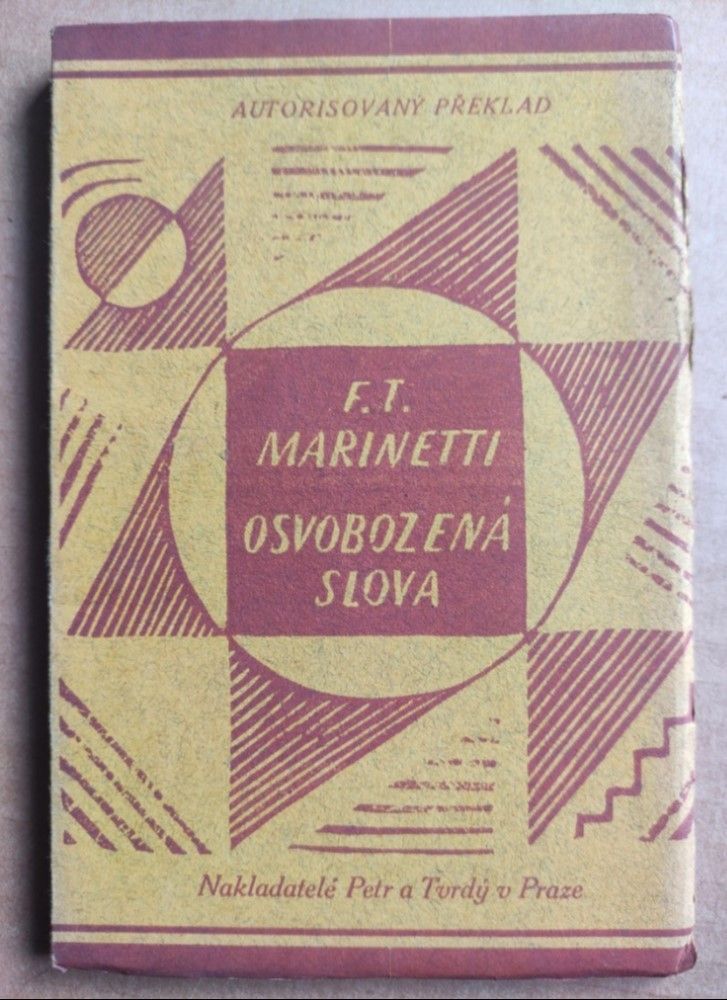 AUTORISOVANÝ PŘEKLAD
F. T.
MARINETTI
OSVOBOZENÁ
SLOVA
Nakladatelé Petr a Tvrdý v Praze